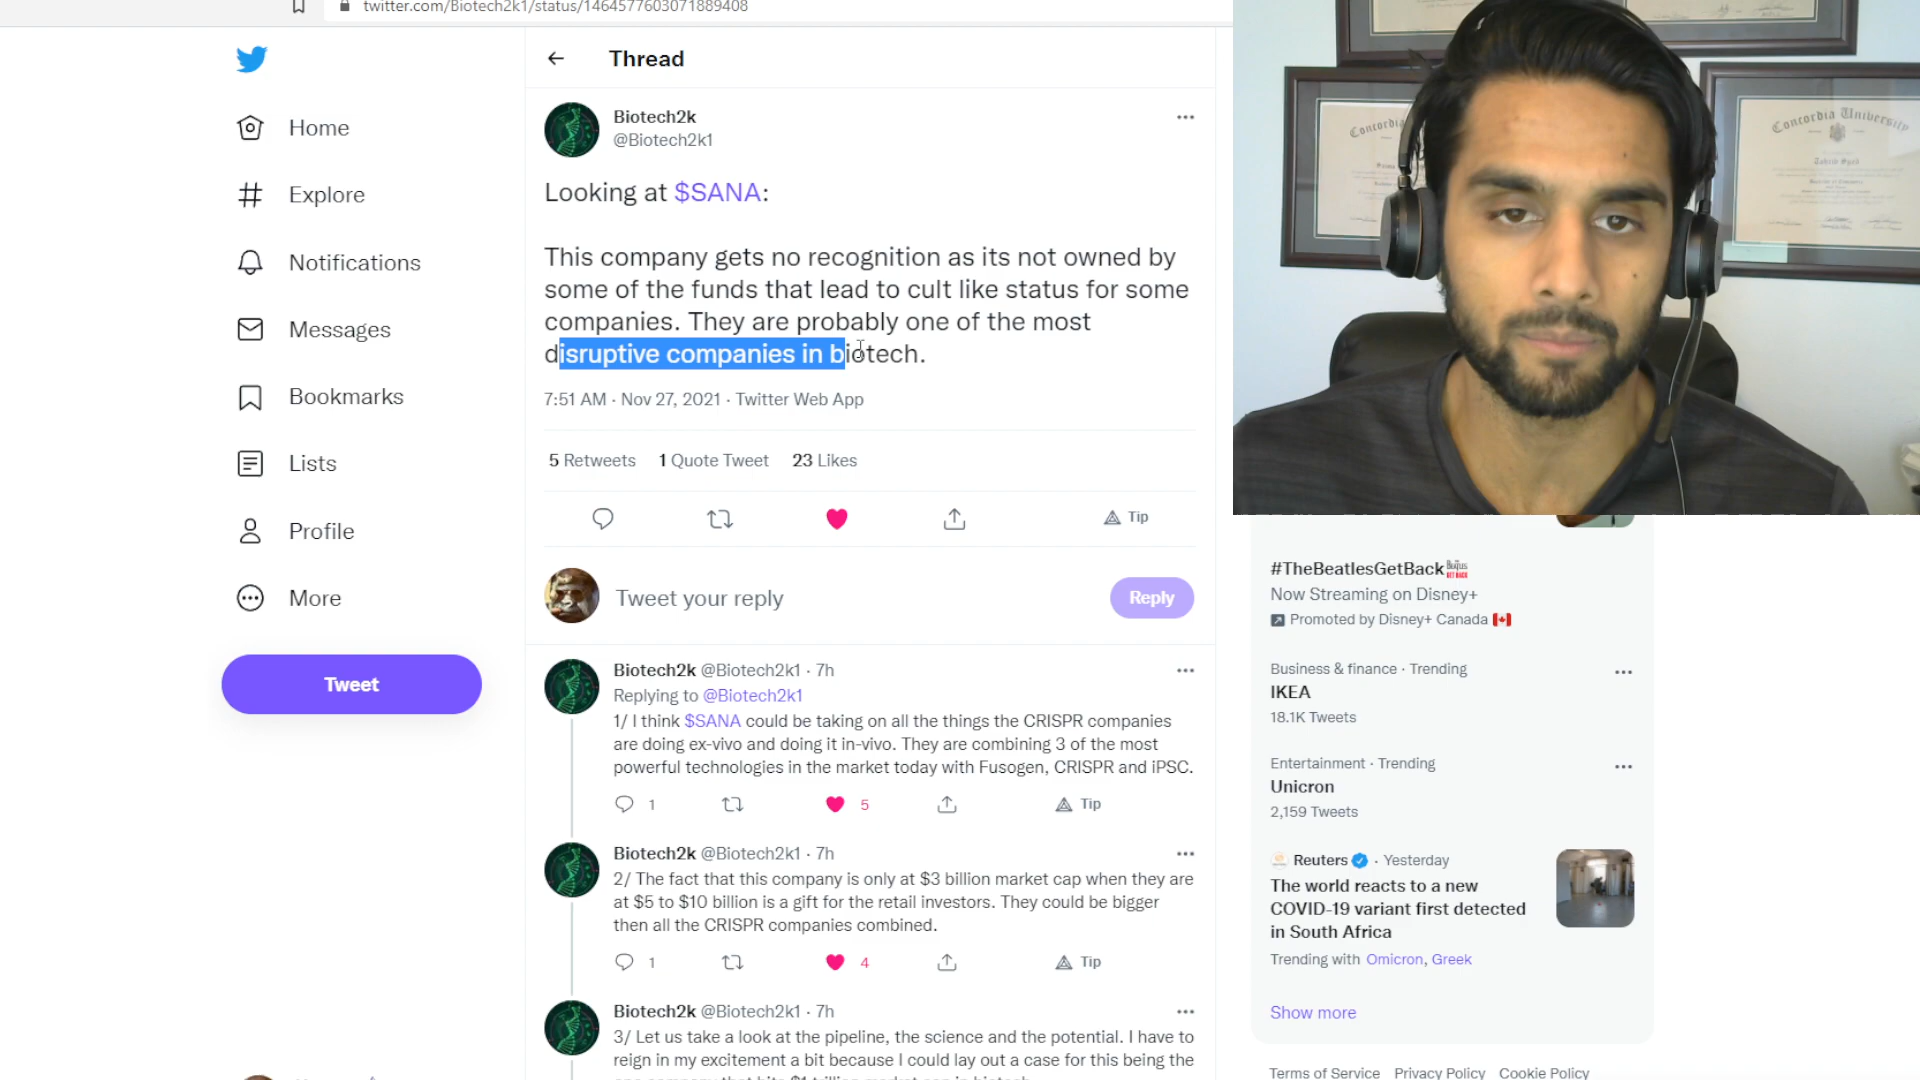 twitter.com/Biotech2k1/status/1464577603071889408
Home
Explore
Notifications
Messages
Bookmarks
Lists
Profile
More
Tweet
Thread
Biotech2k
@Biotech2k1
Looking at $SANA:
This company gets no recognition as its not owned by
some of the funds that lead to cult like status for some
companies. They are probably one of the most
disruptive companies in biotech.
7:51 AM · Nov 27, 2021 · Twitter Web App
5 Retweets 1 Quote Tweet 23 Likes
Tip
Tweet your reply
Reply
Biotech2k @Biotech2k1 · 7h
Replying to @Biotech2k1
1/ I think $SANA could be taking on all the things the CRISPR companies
are doing ex-vivo and doing it in-vivo. They are combining 3 of the most
powerful technologies in the market today with Fusogen, CRISPR and iPSC.
1 5 Tip
Biotech2k @Biotech2k1 · 7h
2/ The fact that this company is only at $3 billion market cap when they are
at $5 to $10 billion is a gift for the retail investors. They could be bigger
then all the CRISPR companies combined.
1 4 Tip
Biotech2k @Biotech2k1 · 7h
3/ Let us take a look at the pipeline, the science and the potential. I have to
reign in my excitement a bit because I could lay out a case for this being the
Concordia
Concordia University
#TheBeatlesGetBack
Now Streaming on Disney+
Promoted by Disney+ Canada
Business & finance · Trending
IKEA
18.1K Tweets
Entertainment · Trending
Unicron
2,159 Tweets
Reuters · Yesterday
The world reacts to a new
COVID-19 variant first detected
in South Africa
Trending with Omicron, Greek
Show more
Terms of Service Privacy Policy Cookie Policy